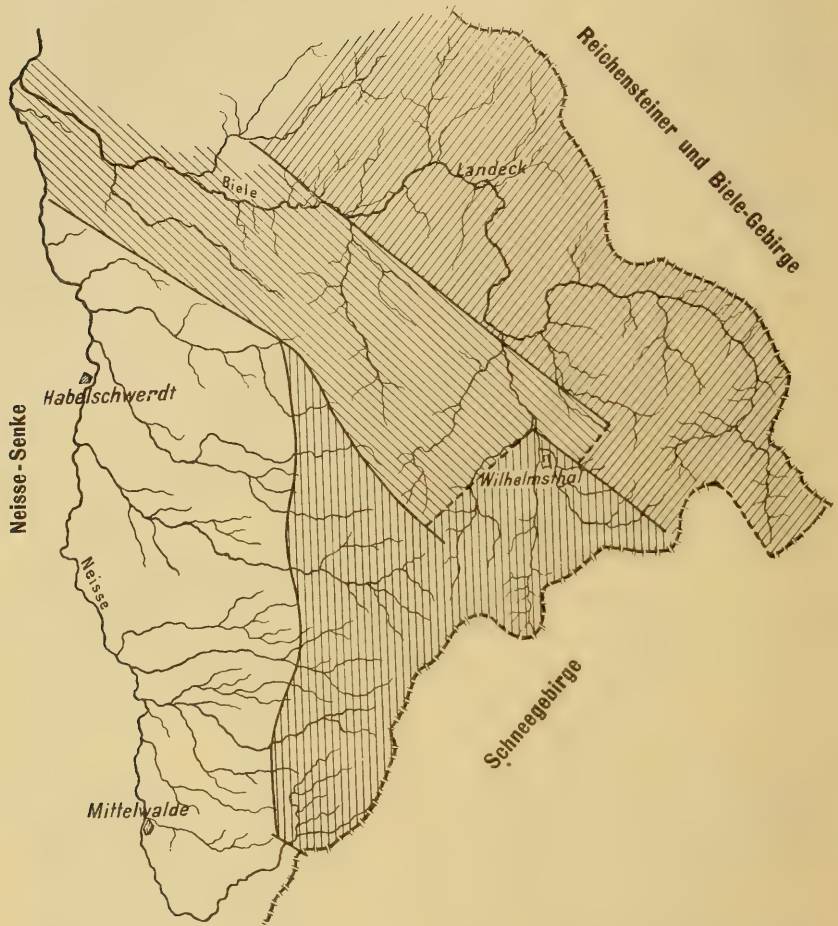 Reichensteiner und Biele-Gebirge
Landeck
Biele
Habelschwerdt
Neisse-Senke
Wilhelmsthal
Neisse
Schneegebirge
Mittelwalde